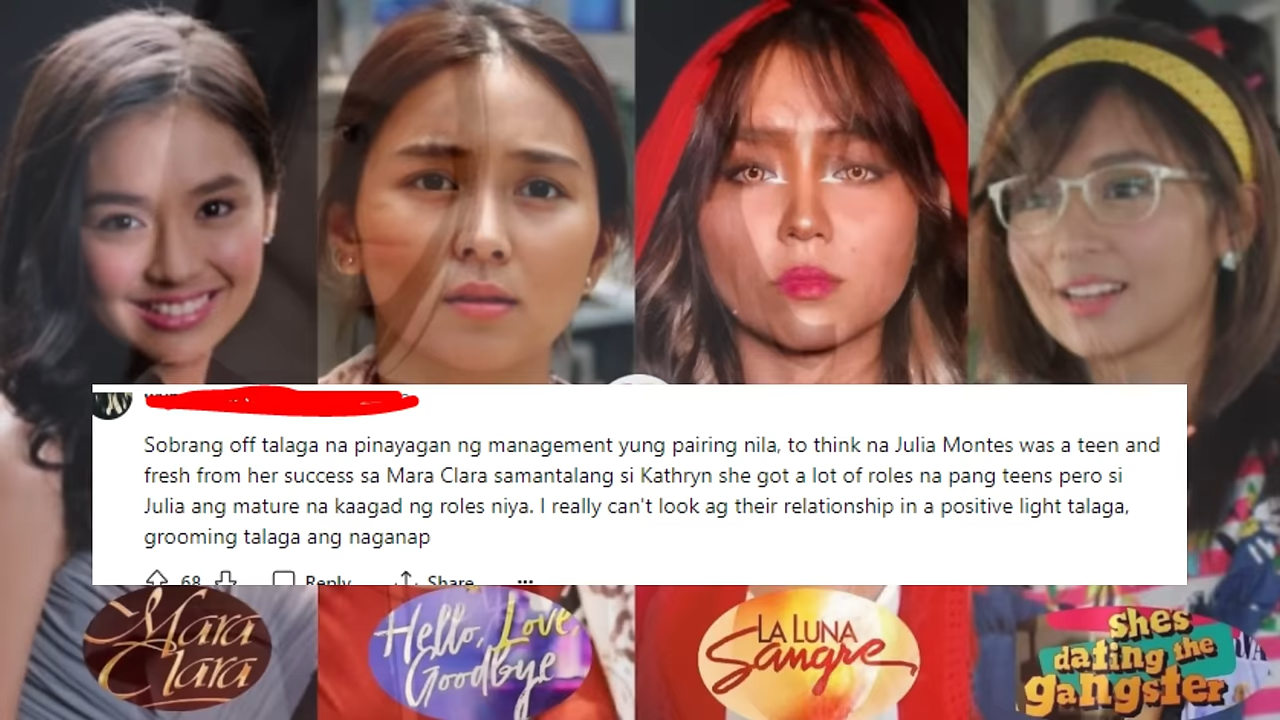 Sobrang off talaga na pinayagan ng management yung pairing nila, to think na Julia Montes was a teen and
fresh from her success sa Mara Clara samantalang si Kathryn she got a lot of roles na pang teens pero si
Julia ang mature na kaagad ng roles niya. I really can't look ag their relationship in a positive light talaga,
grooming talaga ang naganap
68 Reply Share ...
Mara
Clara
Hello, Love,
Goodbye
LA LUNA
Sangre
she's
dating the
gangster